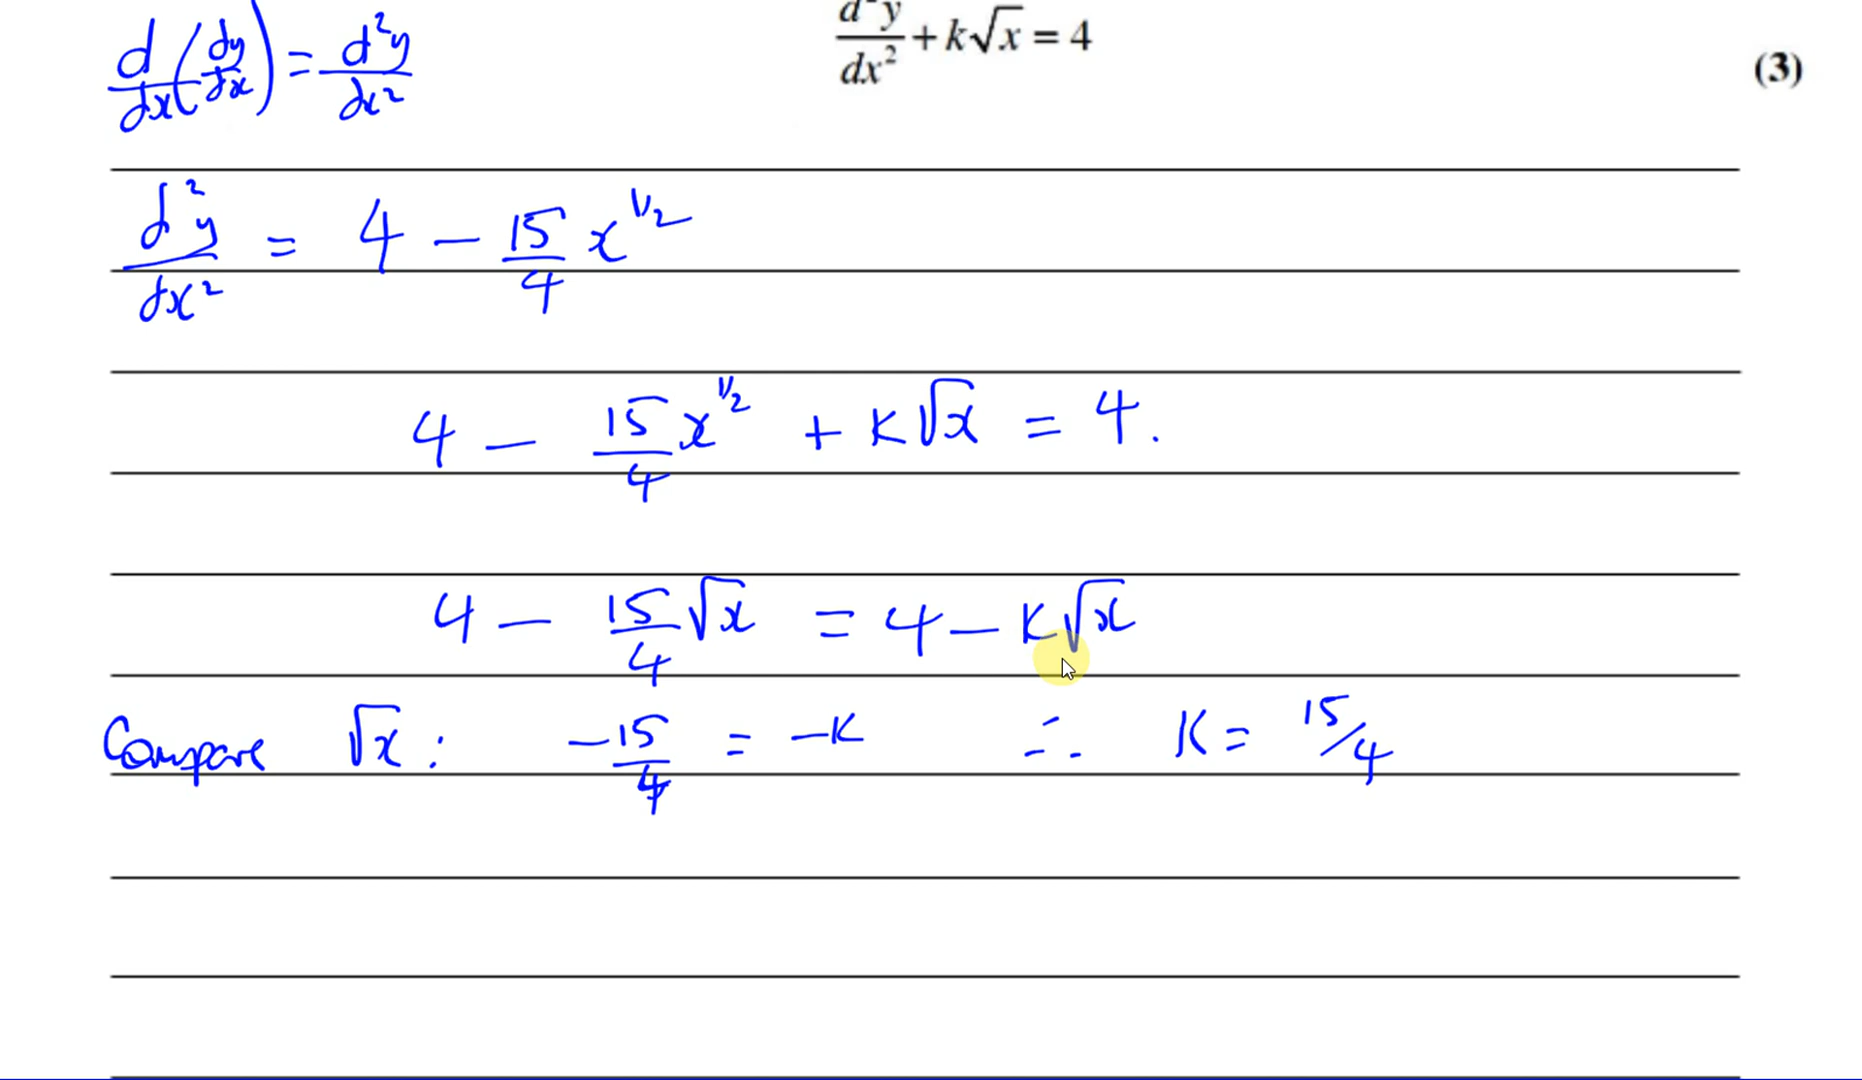 d/dx (dy/dx) = d²y/dx²
d²y/dx² + k√x = 4
(3)
d²y/dx² = 4 − 15/4 x^1/2
4 − 15/4 x^1/2 + k√x = 4.
4 − 15/4 √x = 4 − k√x
Compare √x : −15/4 = −k ∴ k = 15/4